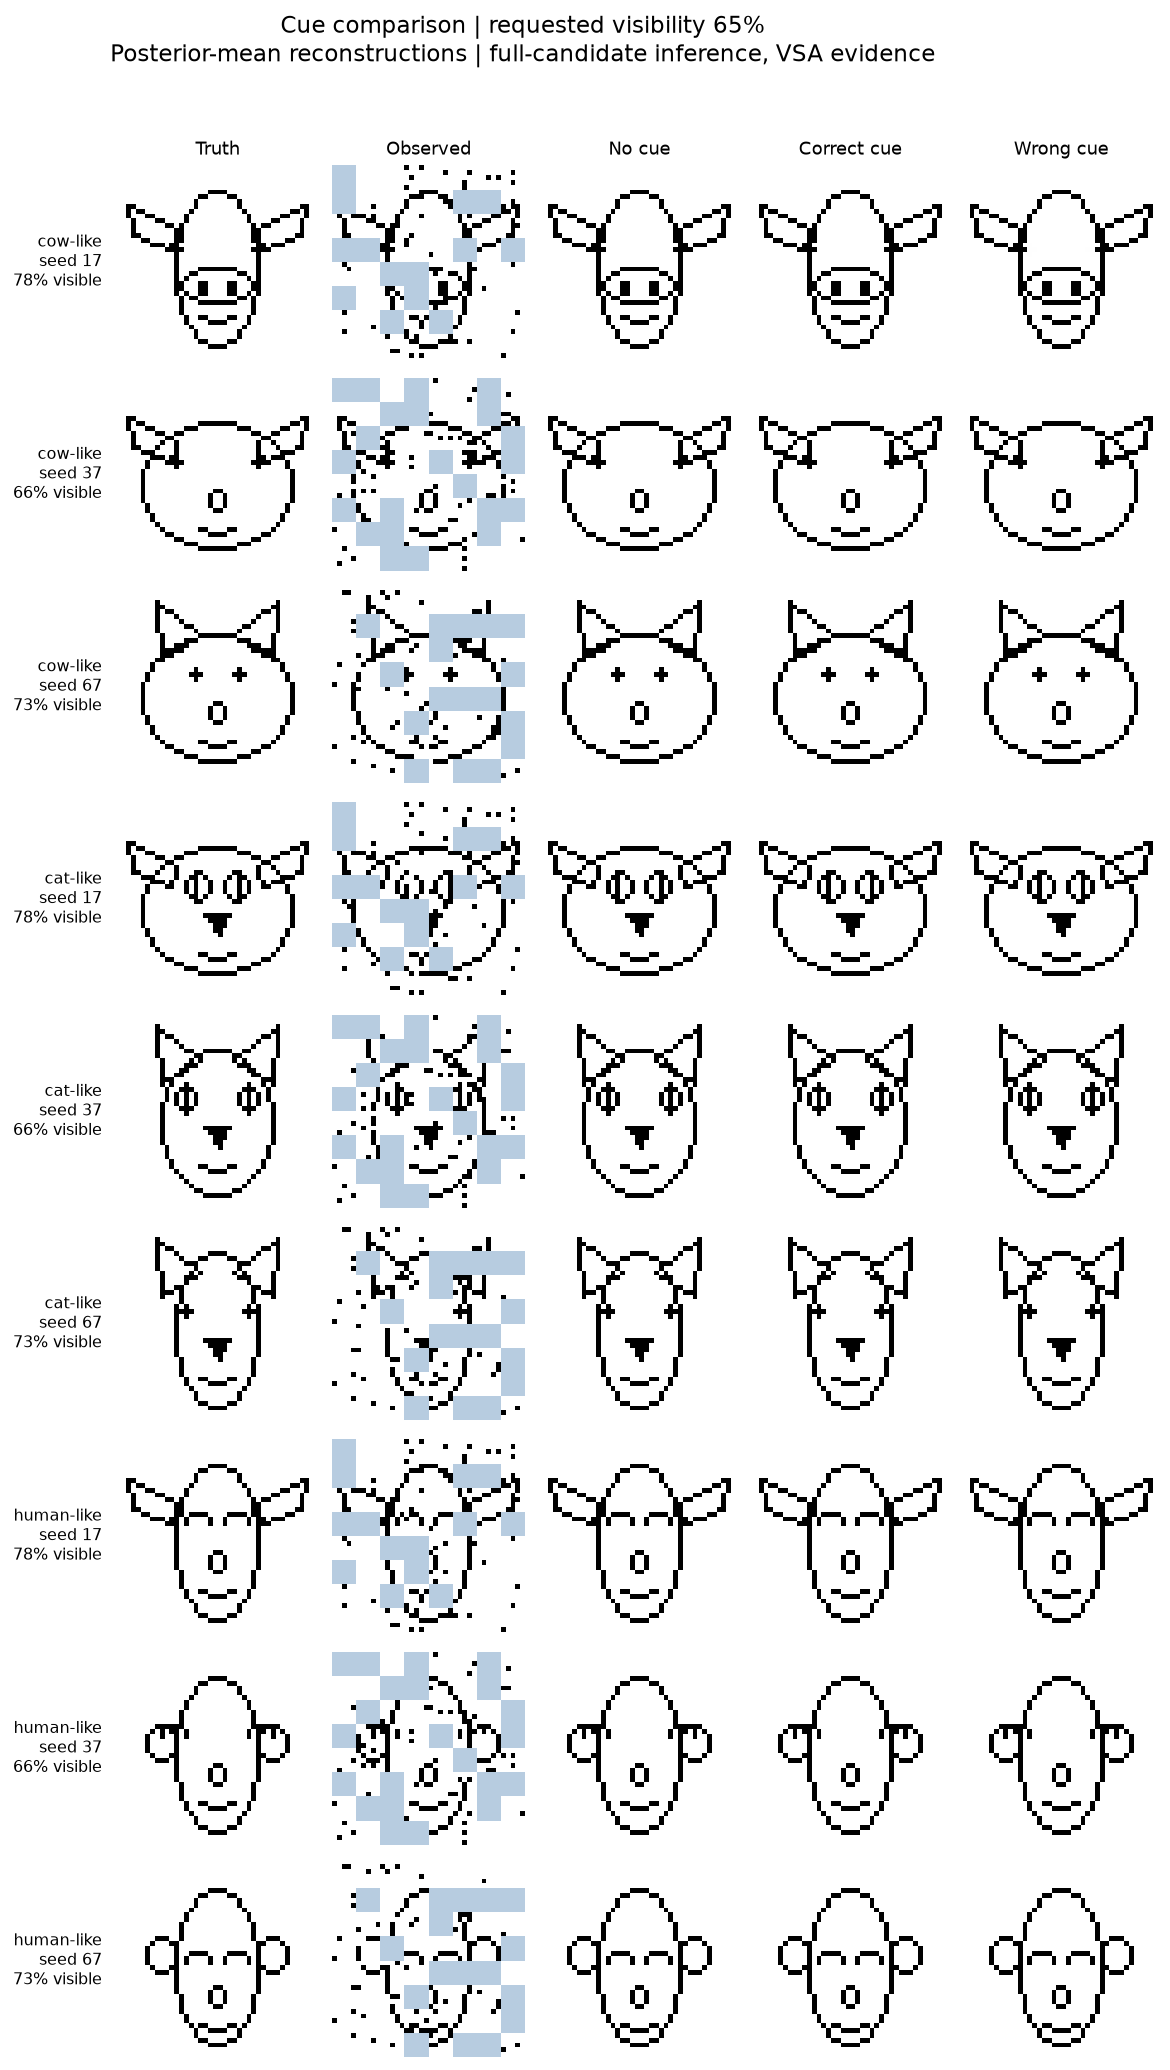 Cue comparison | requested visibility 65%
Posterior-mean reconstructions | full-candidate inference, VSA evidence
Truth Observed No cue Correct cue Wrong cue
cow-like
seed 17
78% visible
cow-like
seed 37
66% visible
cow-like
seed 67
73% visible
cat-like
seed 17
78% visible
cat-like
seed 37
66% visible
cat-like
seed 67
73% visible
human-like
seed 17
78% visible
human-like
seed 37
66% visible
human-like
seed 67
73% visible